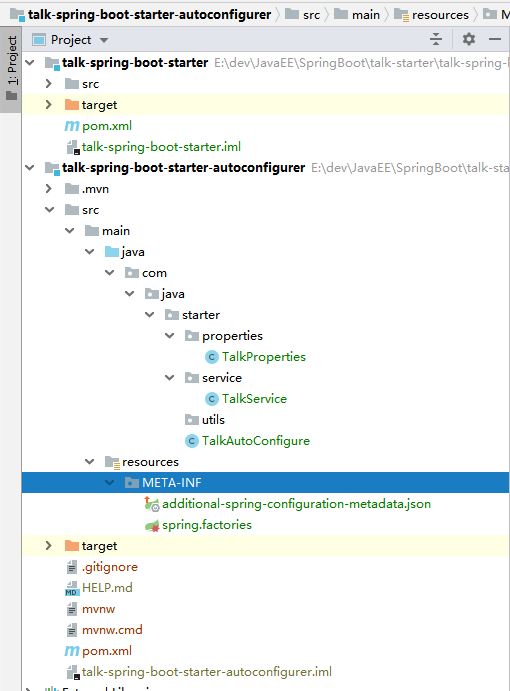 talk-spring-boot-starter-autoconfigurer src main resources M
1: Project
Project
talk-spring-boot-starter E:\dev\JavaEE\SpringBoot\talk-starter\talk-spring-b
src
target
pom.xml
talk-spring-boot-starter.iml
talk-spring-boot-starter-autoconfigurer E:\dev\JavaEE\SpringBoot\talk-sta
.mvn
src
main
java
com
java
starter
properties
TalkProperties
service
TalkService
utils
TalkAutoConfigure
resources
META-INF
additional-spring-configuration-metadata.json
spring.factories
target
.gitignore
HELP.md
mvnw
mvnw.cmd
pom.xml
talk-spring-boot-starter-autoconfigurer.iml